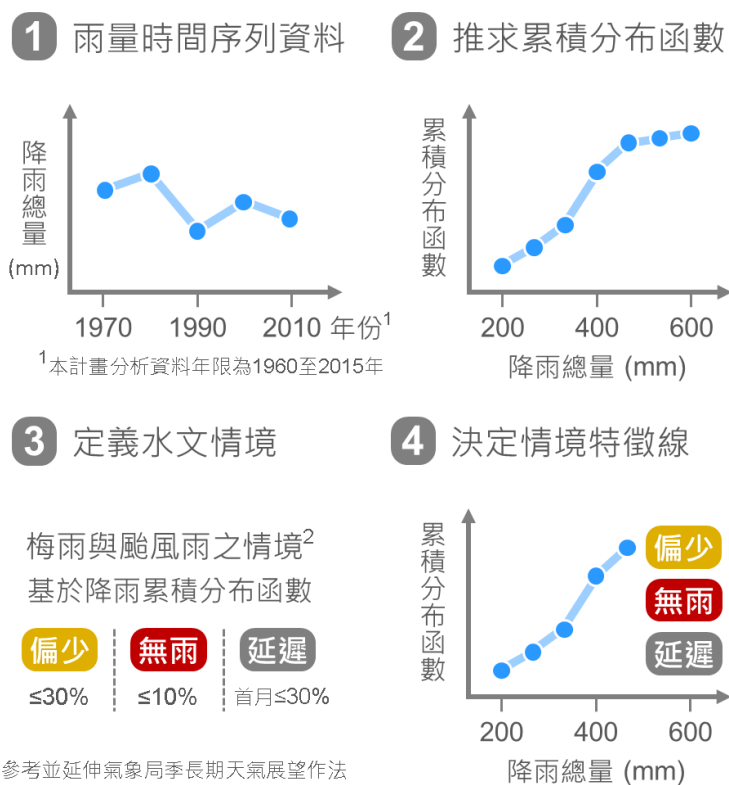 1 雨量時間序列資料
降雨總量
(mm)
1970 1990 2010 年份1
1本計畫分析資料年限為1960至2015年
2 推求累積分布函數
累積分布函數
200 400 600
降雨總量 (mm)
3 定義水文情境
梅雨與颱風雨之情境2
基於降雨累積分布函數
偏少 無雨 延遲
≤30% ≤10% 首月≤30%
參考並延伸氣象局季長期天氣展望作法
4 決定情境特徵線
累積分布函數
偏少
無雨
延遲
200 400 600
降雨總量 (mm)